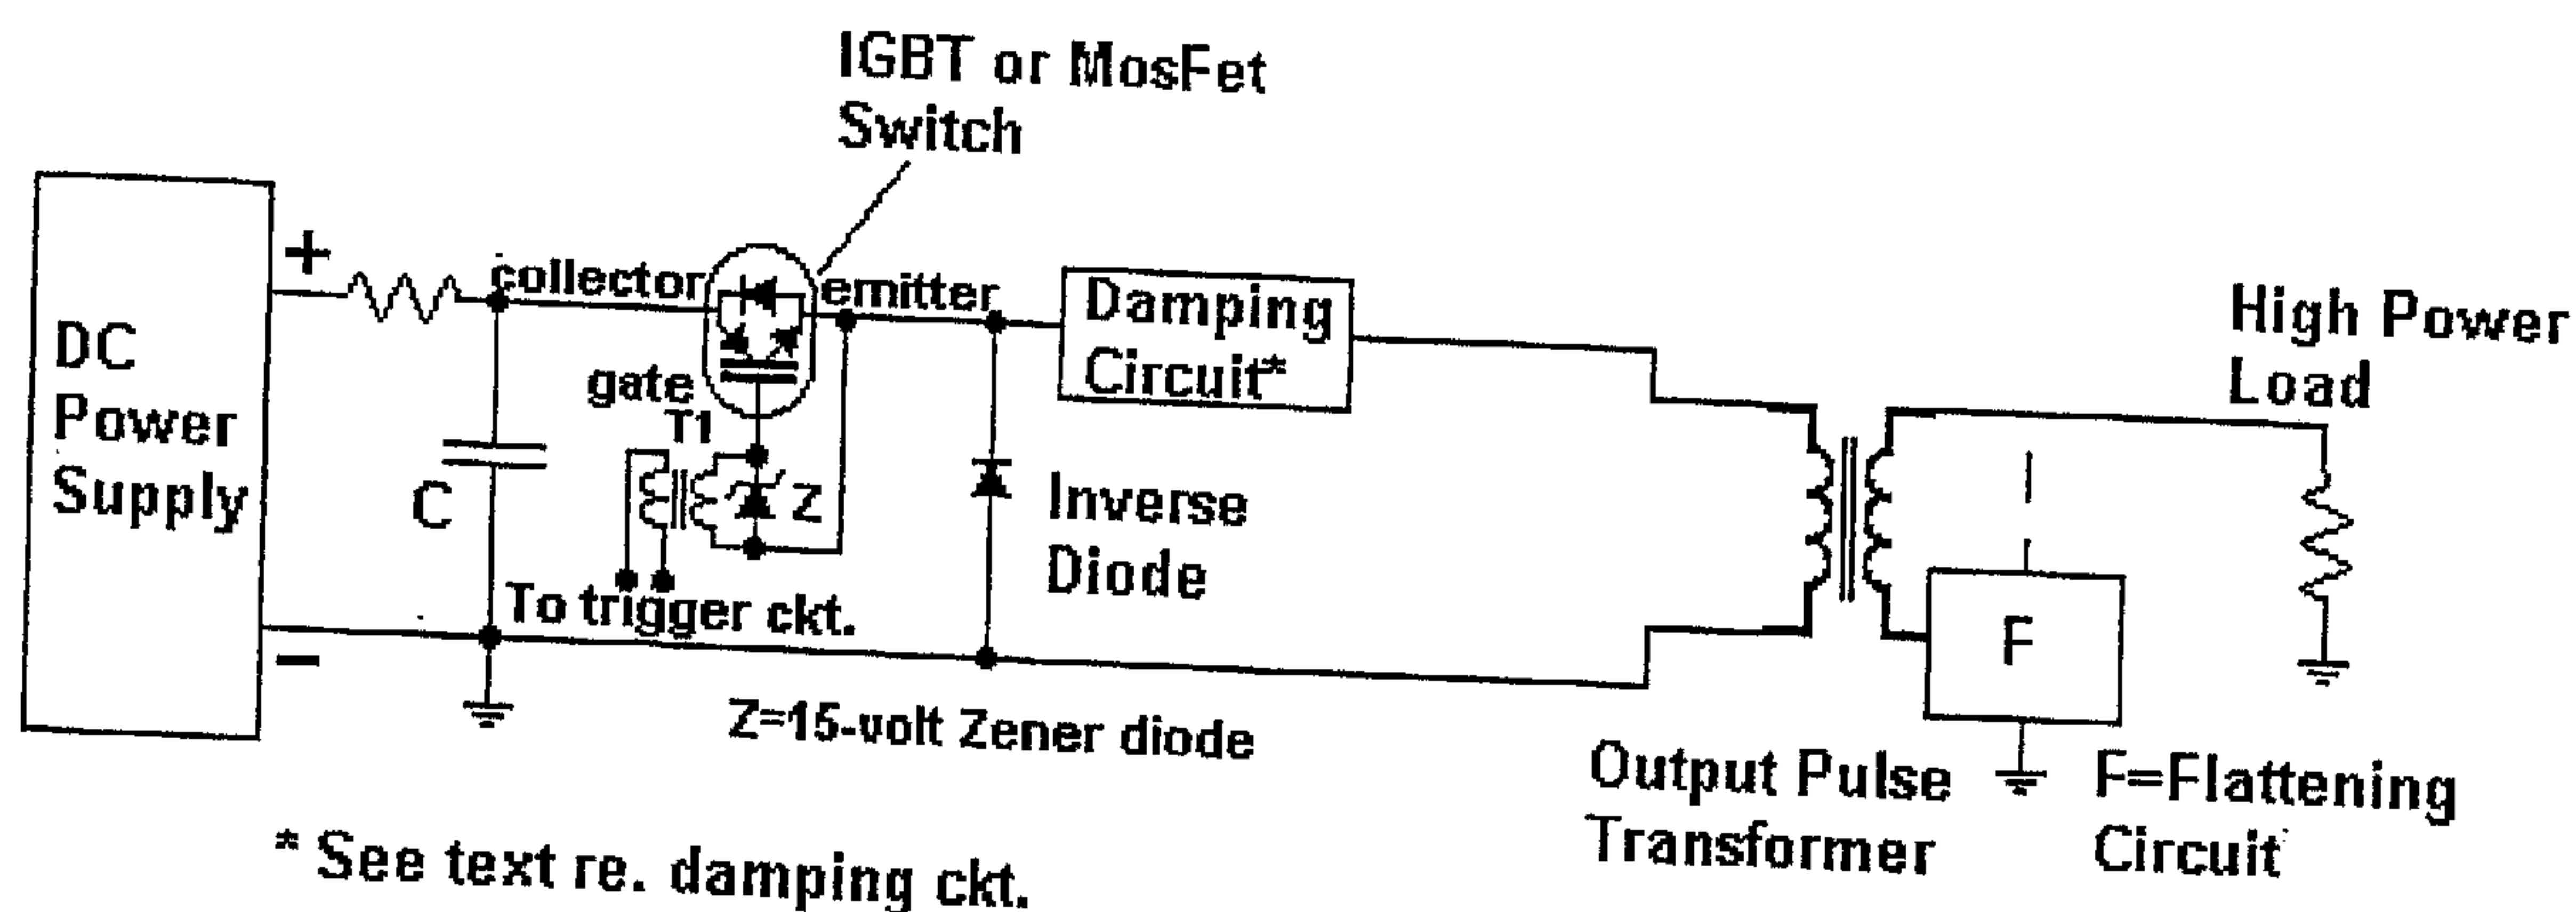 IGBT or MosFet
Switch
+
collector
emitter
Damping
Circuit*
High Power
Load
DC
Power
Supply
gate
T1
C
Z
Inverse
Diode
To trigger ckt.
F
−
Z=15-volt Zener diode
Output Pulse
Transformer
F=Flattening
Circuit
* See text re. damping ckt.